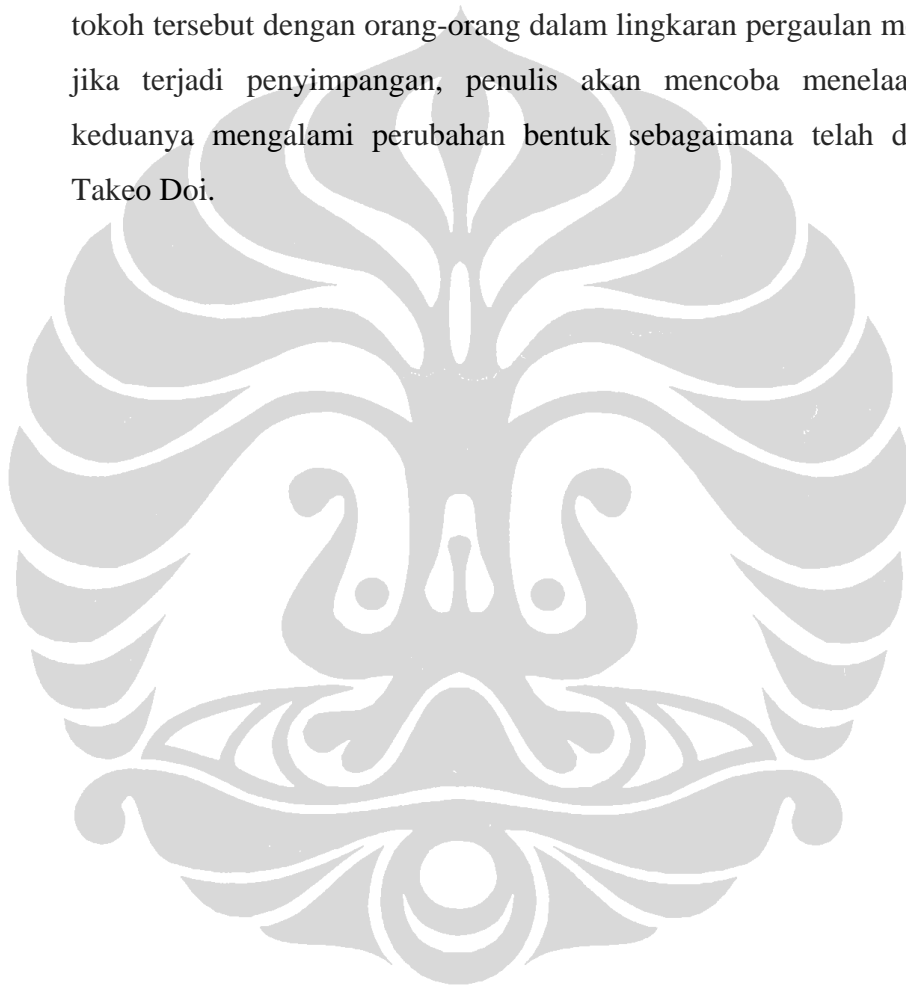 tokoh tersebut dengan orang-orang dalam lingkaran pergaulan
jika terjadi penyimpangan, penulis akan mencoba
keduanya mengalami perubahan bentuk sebagaimana telah
Takeo Doi.